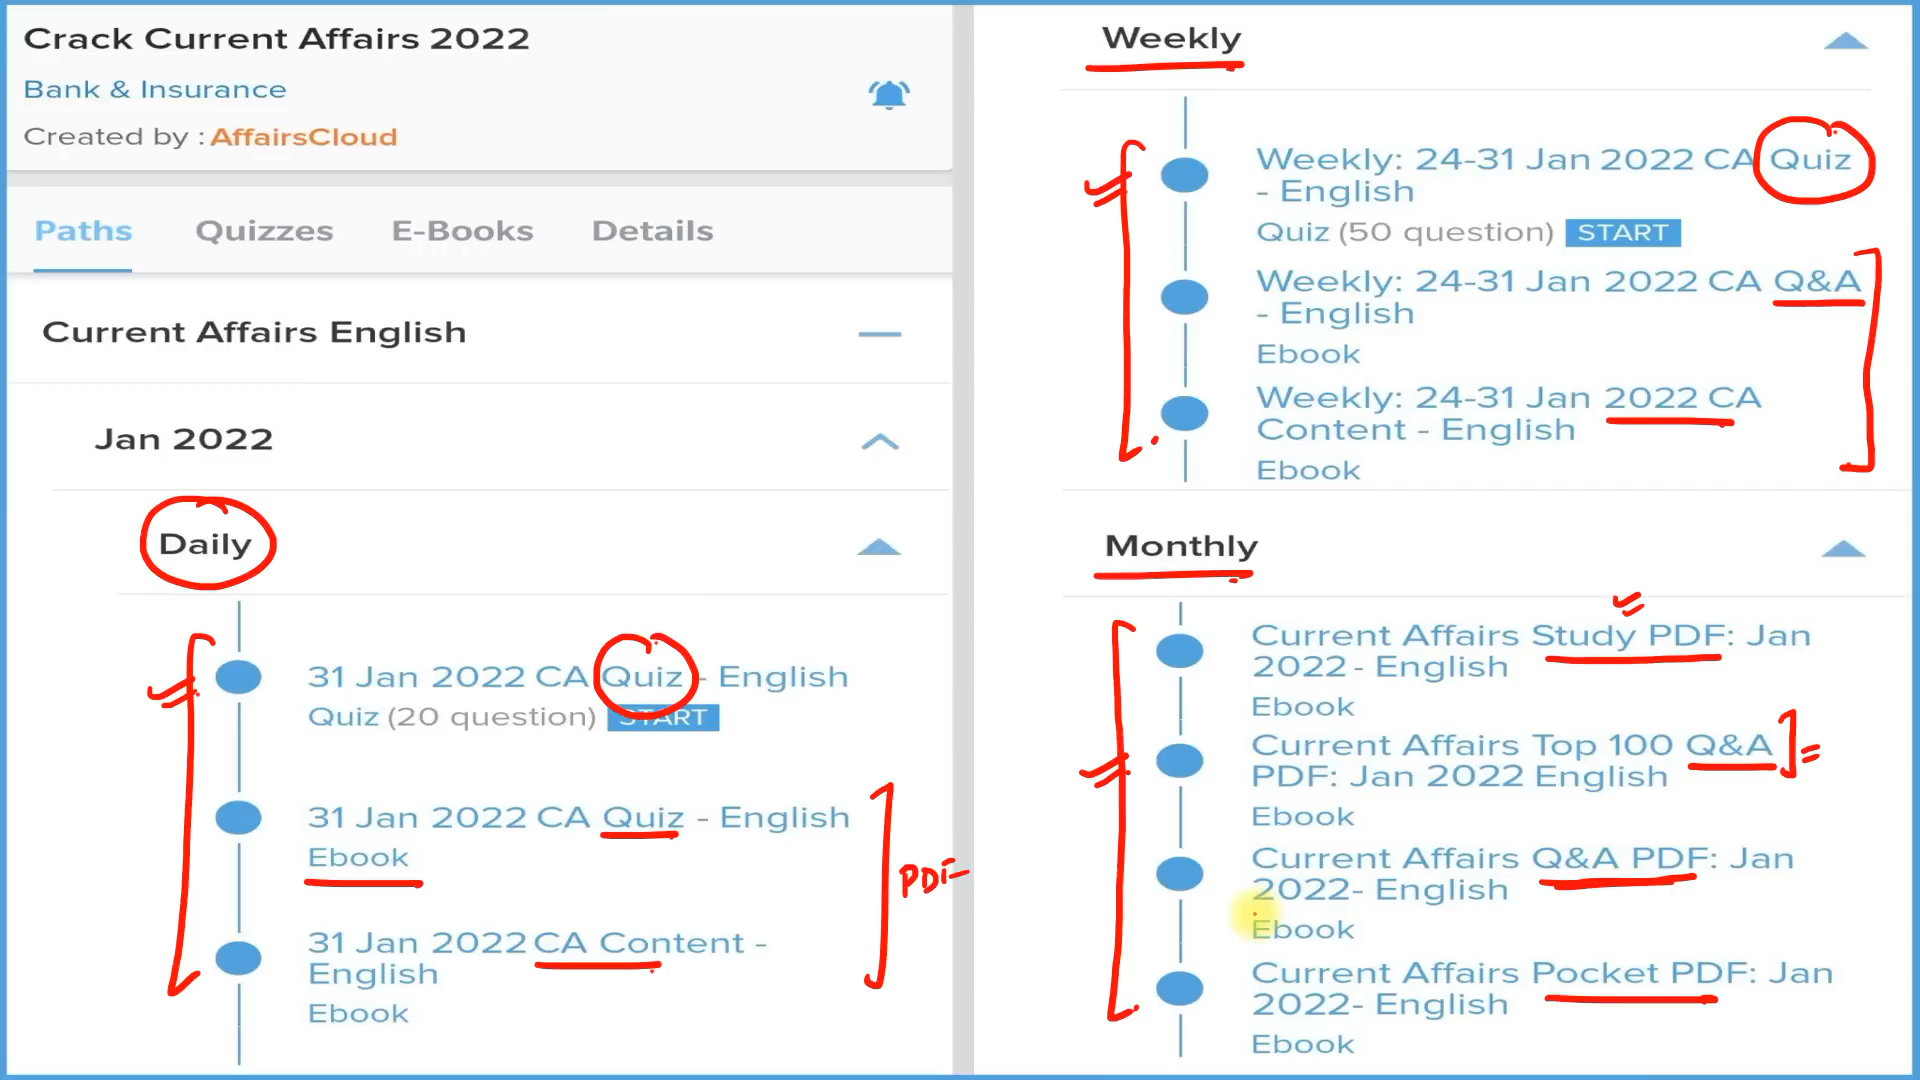 Crack Current Affairs 2022
Bank & Insurance
Created by : AffairsCloud
Paths Quizzes E-Books Details
Current Affairs English
Jan 2022
Daily
31 Jan 2022 CA Quiz - English
Quiz (20 question) START
31 Jan 2022 CA Quiz - English
Ebook
31 Jan 2022 CA Content -
English
Ebook
PDF
Weekly
Weekly: 24-31 Jan 2022 CA Quiz
- English
Quiz (50 question) START
Weekly: 24-31 Jan 2022 CA Q&A
- English
Ebook
Weekly: 24-31 Jan 2022 CA
Content - English
Ebook
Monthly
Current Affairs Study PDF: Jan
2022- English
Ebook
Current Affairs Top 100 Q&A
PDF: Jan 2022 English
Ebook
Current Affairs Q&A PDF: Jan
2022- English
Ebook
Current Affairs Pocket PDF: Jan
2022- English
Ebook